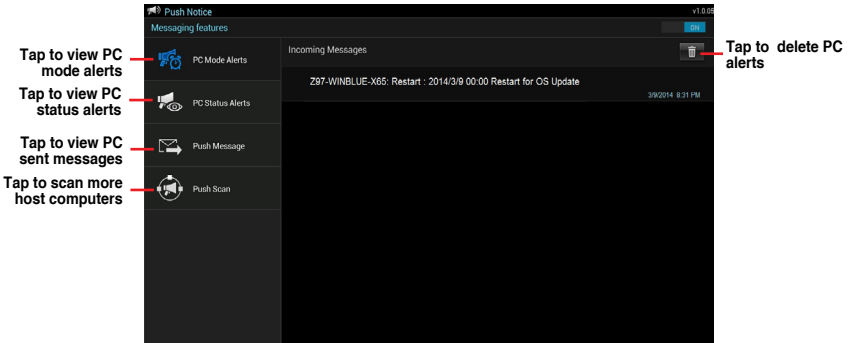 Push Notice
v1.0.05
Messaging features
ON
Tap to view PC
mode alerts
PC Mode Alerts
Incoming Messages
Tap to delete PC
alerts
Z97-WINBLUE-X65: Restart : 2014/3/9 00:00 Restart for OS Update
3/9/2014 8:31 PM
Tap to view PC
status alerts
PC Status Alerts
Tap to view PC
sent messages
Push Message
Tap to scan more
host computers
Push Scan